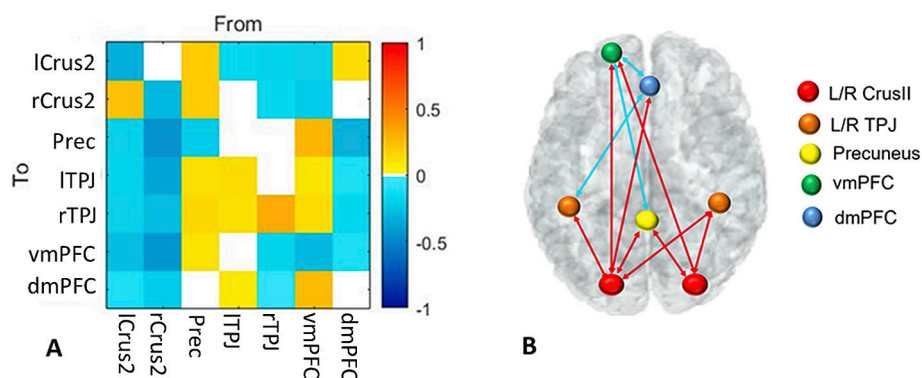 From
To
lCrus2
rCrus2
Prec
lTPJ
rTPJ
vmPFC
dmPFC
lCrus2
rCrus2
Prec
lTPJ
rTPJ
vmPFC
dmPFC
1
0.5
0
-0.5
-1
A
L/R CrusII
L/R TPJ
Precuneus
vmPFC
dmPFC
B